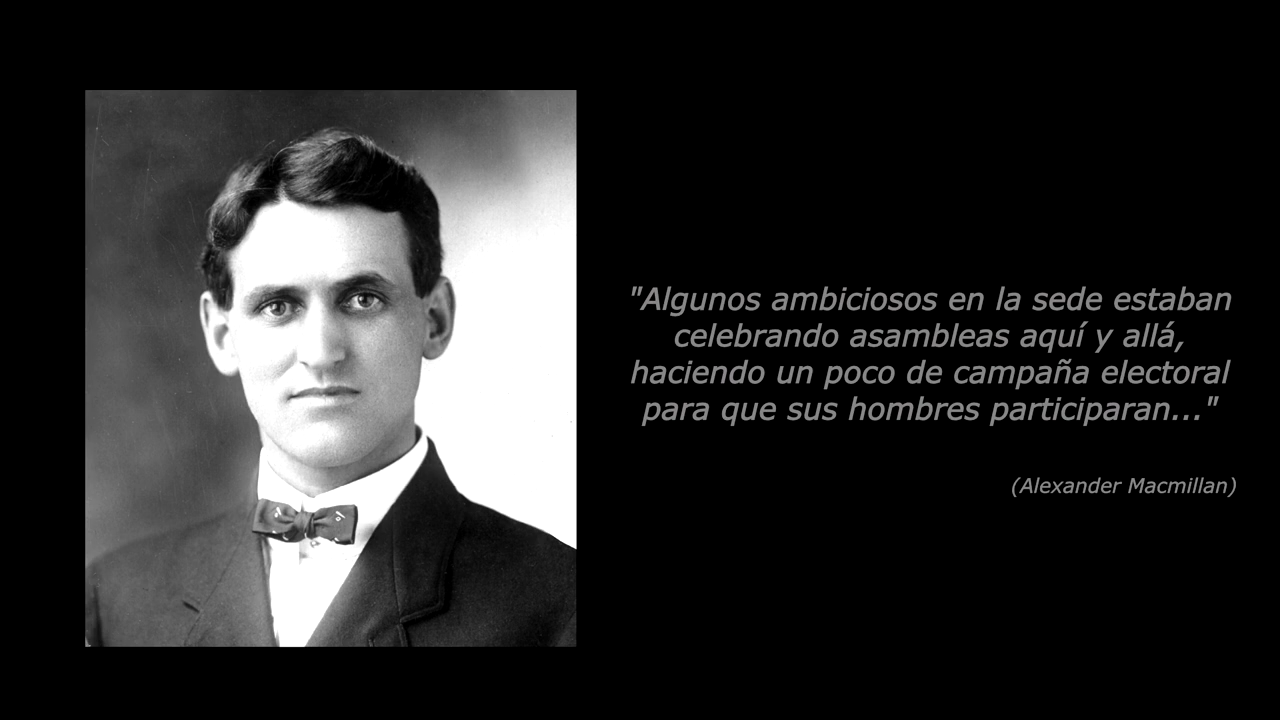 "Algunos ambiciosos en la sede estaban
celebrando asambleas aquí y allá,
haciendo un poco de campaña electoral
para que sus hombres participaran..."
(Alexander Macmillan)